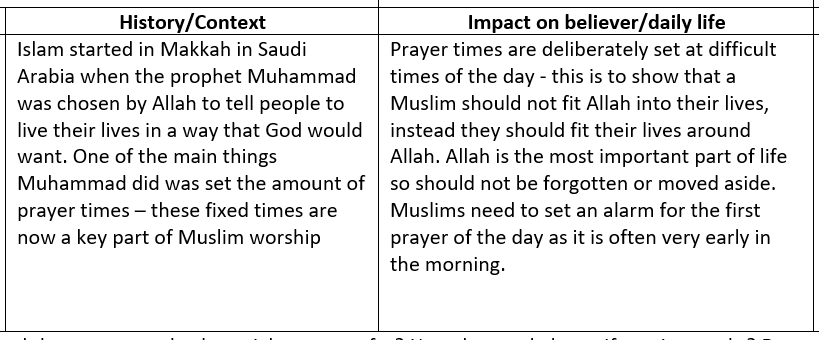 History/Context
Impact on believer/daily life
Islam started in Makkah in Saudi
Arabia when the prophet Muhammad
was chosen by Allah to tell people to
live their lives in a way that God would
want. One of the main things
Muhammad did was set the amount of
prayer times – these fixed times are
now a key part of Muslim worship
Prayer times are deliberately set at difficult
times of the day - this is to show that a
Muslim should not fit Allah into their lives,
instead they should fit their lives around
Allah. Allah is the most important part of life
so should not be forgotten or moved aside.
Muslims need to set an alarm for the first
prayer of the day as it is often very early in
the morning.